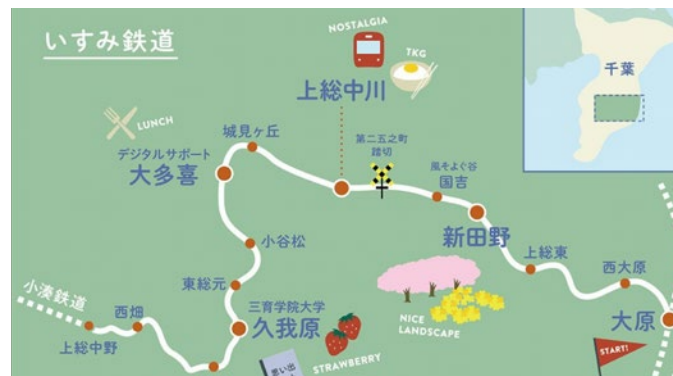 いすみ鉄道
NOSTALGIA
TKG
千葉
上総中川
LUNCH
城見ヶ丘
デジタルサポート
大多喜
第二五之町
踏切
風そよぐ谷
国吉
新田野
小谷松
上総東
西大原
大原
START!
東総元
小湊鉄道
西畑
上総中野
三育学院大学
久我原
NICE
LANDSCAPE
STRAWBERRY
思い出